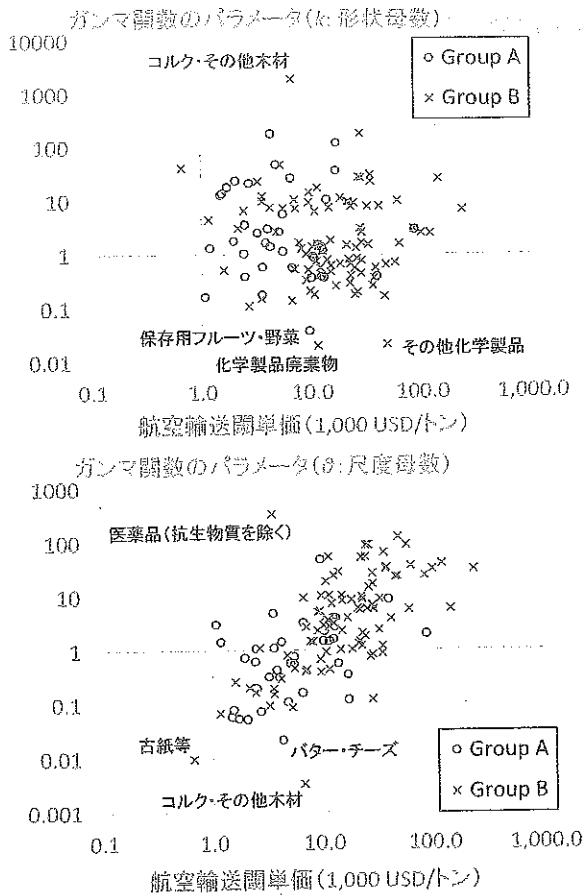 ガンマ関数のパラメータ(k: 形状母数)
10000
コルク・その他木材
Group A
Group B
1000
100
10
1
0.1
保存用フルーツ・野菜
その他化学製品
化学製品廃棄物
0.01
0.1
1.0
10.0
100.0
1,000.0
航空輸送閾単価(1,000 USD/トン)
ガンマ関数のパラメータ(θ: 尺度母数)
1000
医薬品(抗生物質を除く)
100
10
1
0.1
古紙等
バター・チーズ
Group A
0.01
コルク・その他木材
Group B
0.001
0.1
1.0
10.0
100.0
1,000.0
航空輸送閾単価(1,000 USD/トン)